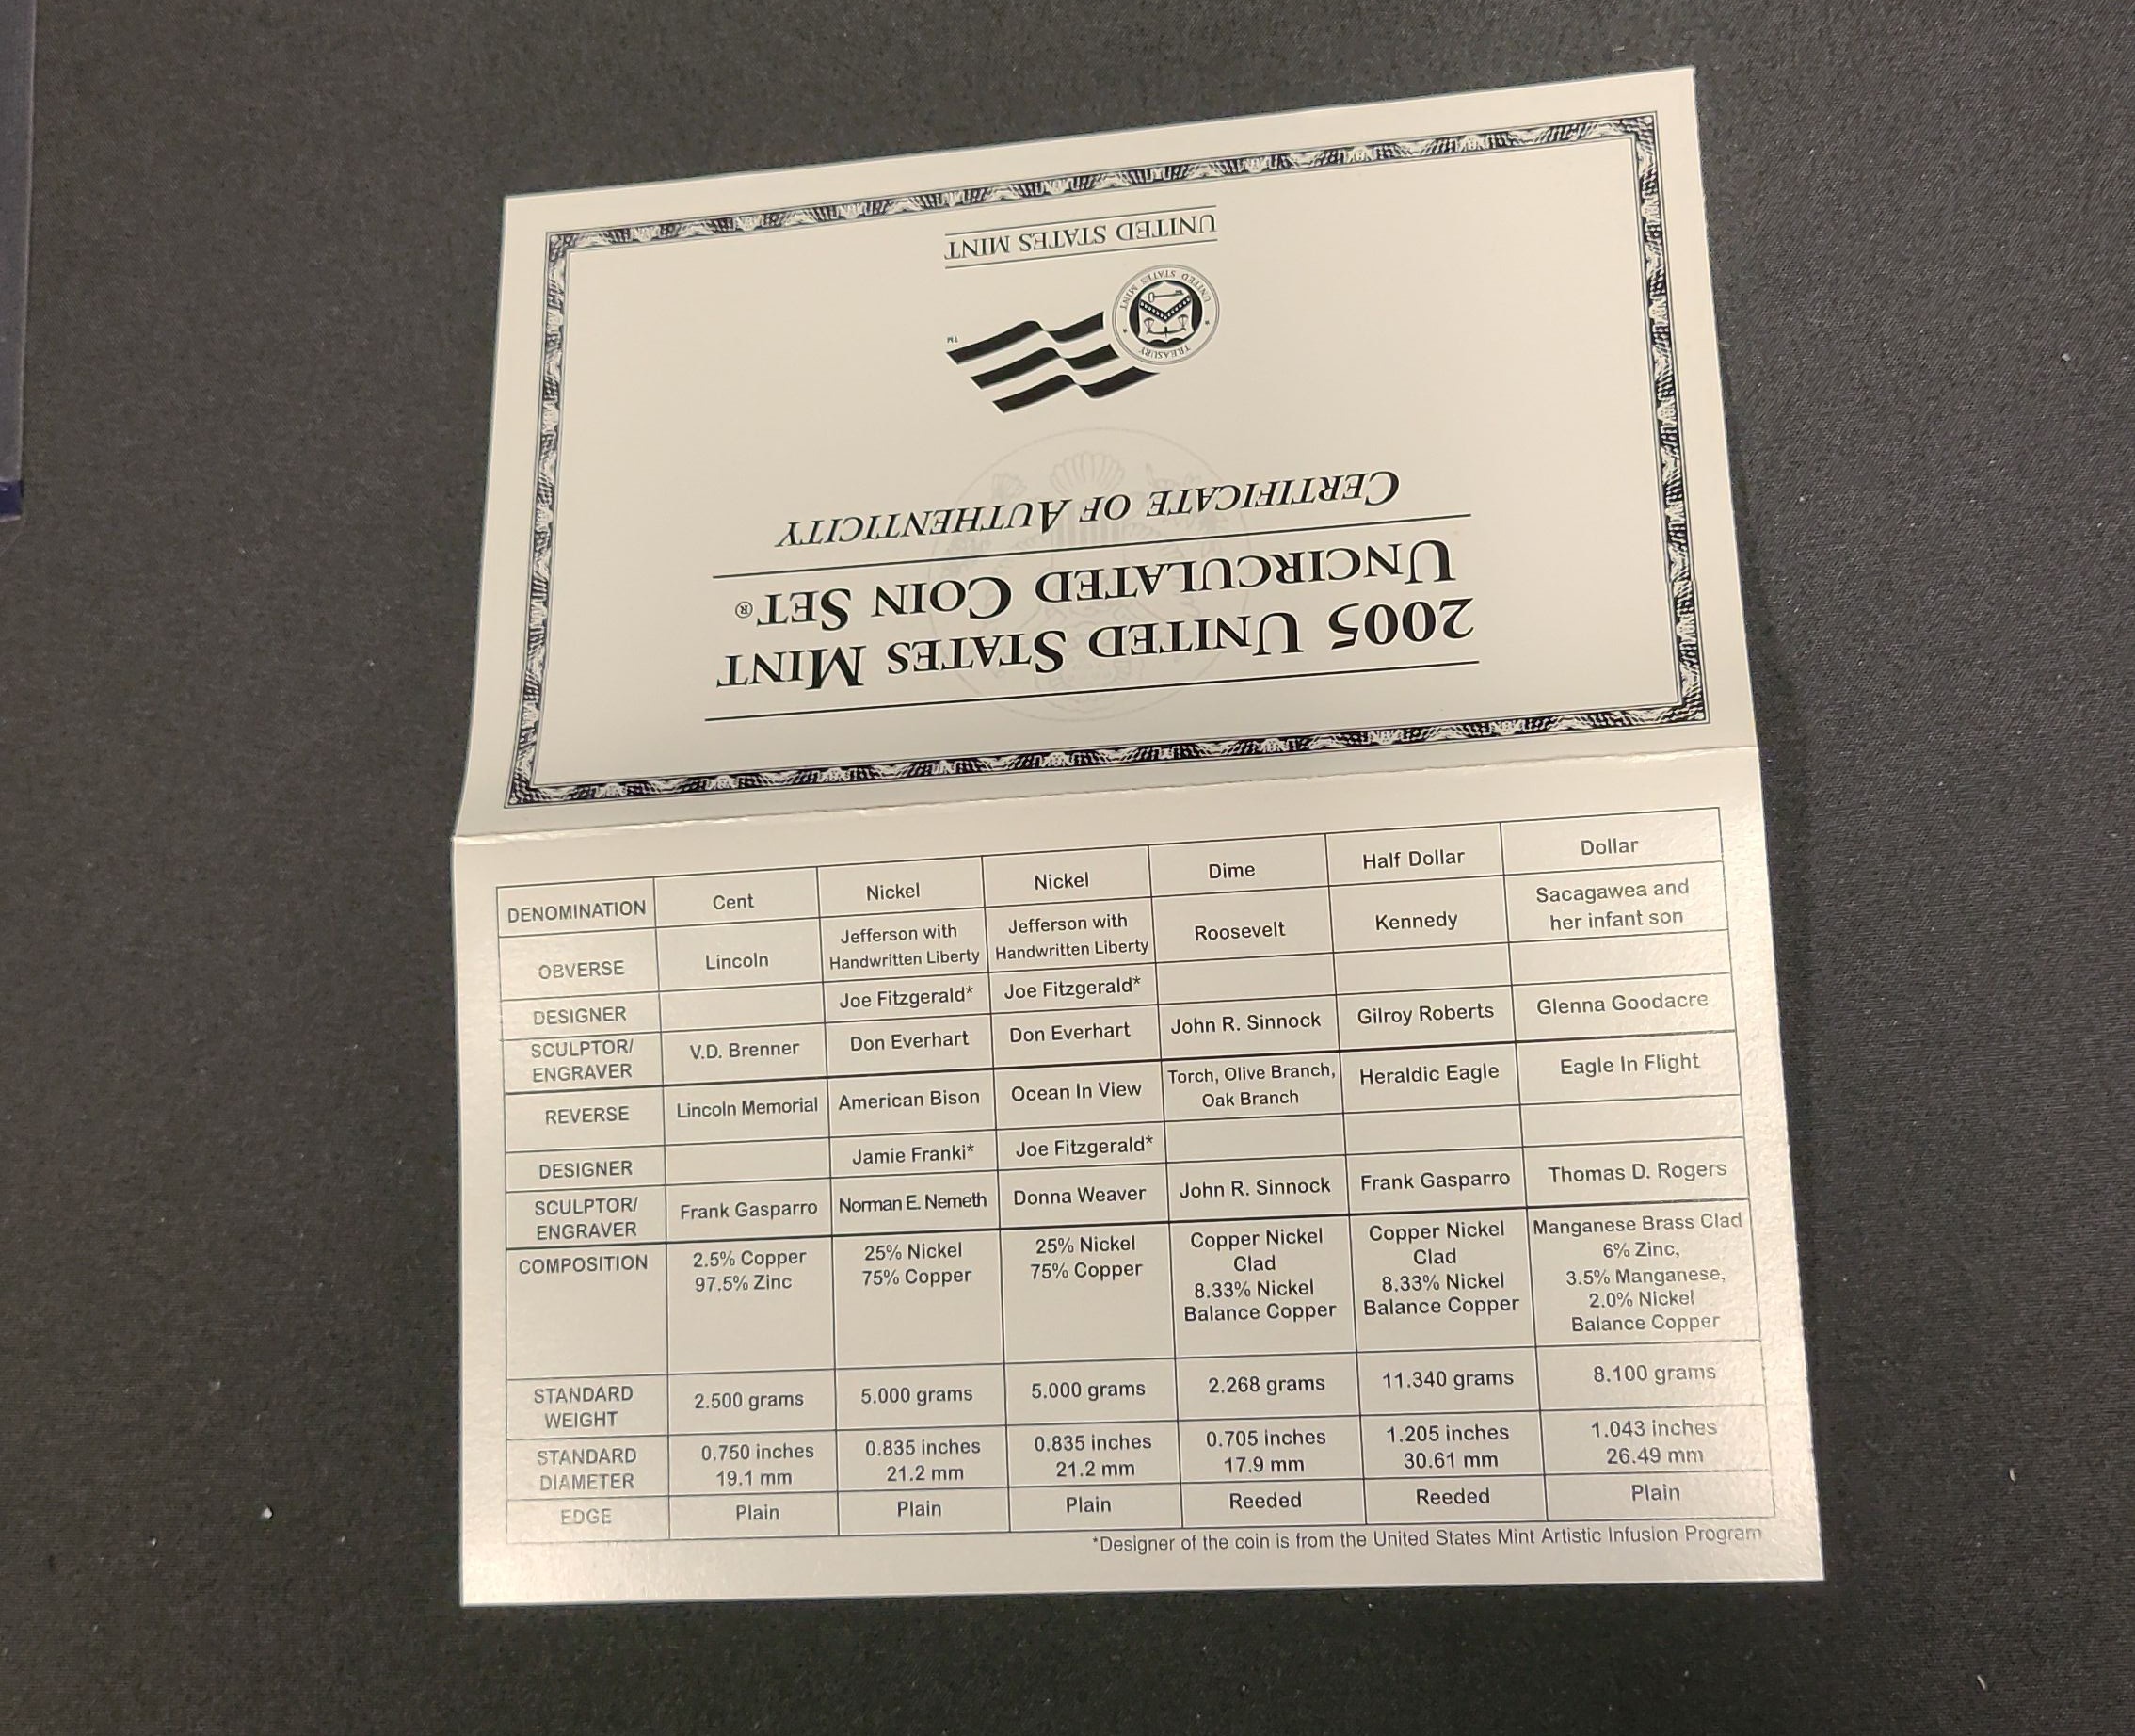 2005 UNITED STATES MINT
UNCIRCULATED COIN SET®
CERTIFICATE OF AUTHENTICITY
TREASURY
UNITED STATES MINT
TM
UNITED STATES MINT
DENOMINATION Cent Nickel Nickel Dime Half Dollar Dollar
OBVERSE Lincoln Jefferson with Handwritten Liberty Jefferson with Handwritten Liberty Roosevelt Kennedy Sacagawea and her infant son
DESIGNER Joe Fitzgerald* Joe Fitzgerald*
SCULPTOR/ ENGRAVER V.D. Brenner Don Everhart Don Everhart John R. Sinnock Gilroy Roberts Glenna Goodacre
REVERSE Lincoln Memorial American Bison Ocean In View Torch, Olive Branch, Oak Branch Heraldic Eagle Eagle In Flight
DESIGNER Jamie Franki* Joe Fitzgerald*
SCULPTOR/ ENGRAVER Frank Gasparro Norman E. Nemeth Donna Weaver John R. Sinnock Frank Gasparro Thomas D. Rogers
COMPOSITION 2.5% Copper 97.5% Zinc 25% Nickel 75% Copper 25% Nickel 75% Copper Copper Nickel Clad 8.33% Nickel Balance Copper Copper Nickel Clad 8.33% Nickel Balance Copper Manganese Brass Clad 6% Zinc, 3.5% Manganese, 2.0% Nickel Balance Copper
STANDARD WEIGHT 2.500 grams 5.000 grams 5.000 grams 2.268 grams 11.340 grams 8.100 grams
STANDARD DIAMETER 0.750 inches 19.1 mm 0.835 inches 21.2 mm 0.835 inches 21.2 mm 0.705 inches 17.9 mm 1.205 inches 30.61 mm 1.043 inches 26.49 mm
EDGE Plain Plain Plain Reeded Reeded Plain
*Designer of the coin is from the United States Mint Artistic Infusion Program